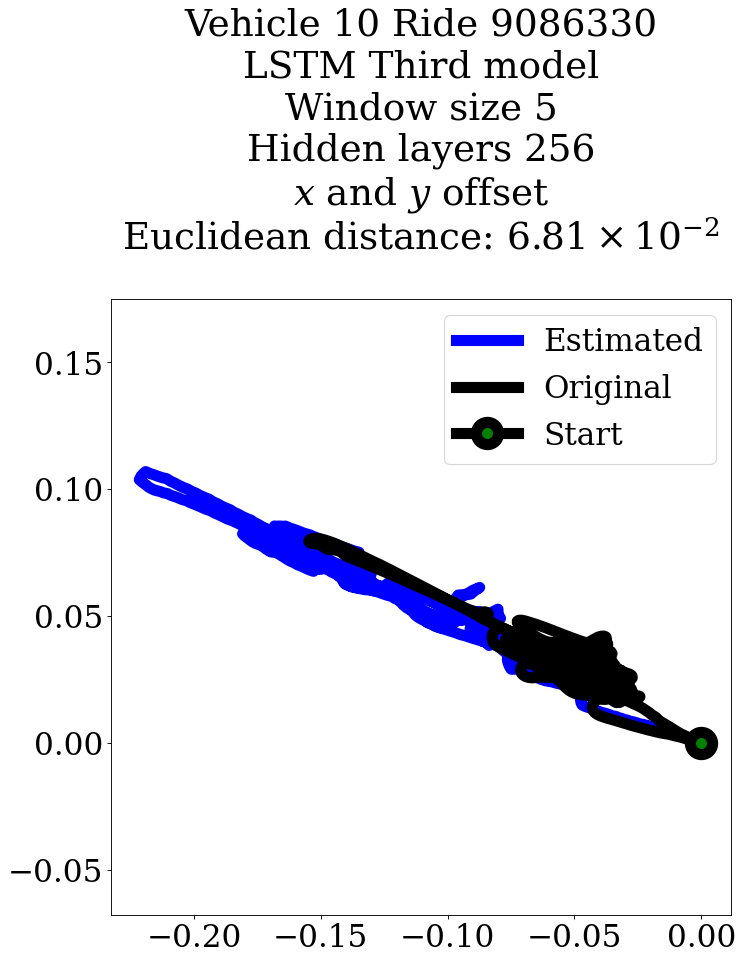 Vehicle 10 Ride 9086330
LSTM Third model
Window size 5
Hidden layers 256
x and y offset
Euclidean distance: 6.81 × 10⁻²
Estimated
Original
Start
0.15
0.10
0.05
0.00
−0.05
−0.20 −0.15 −0.10 −0.05 0.00